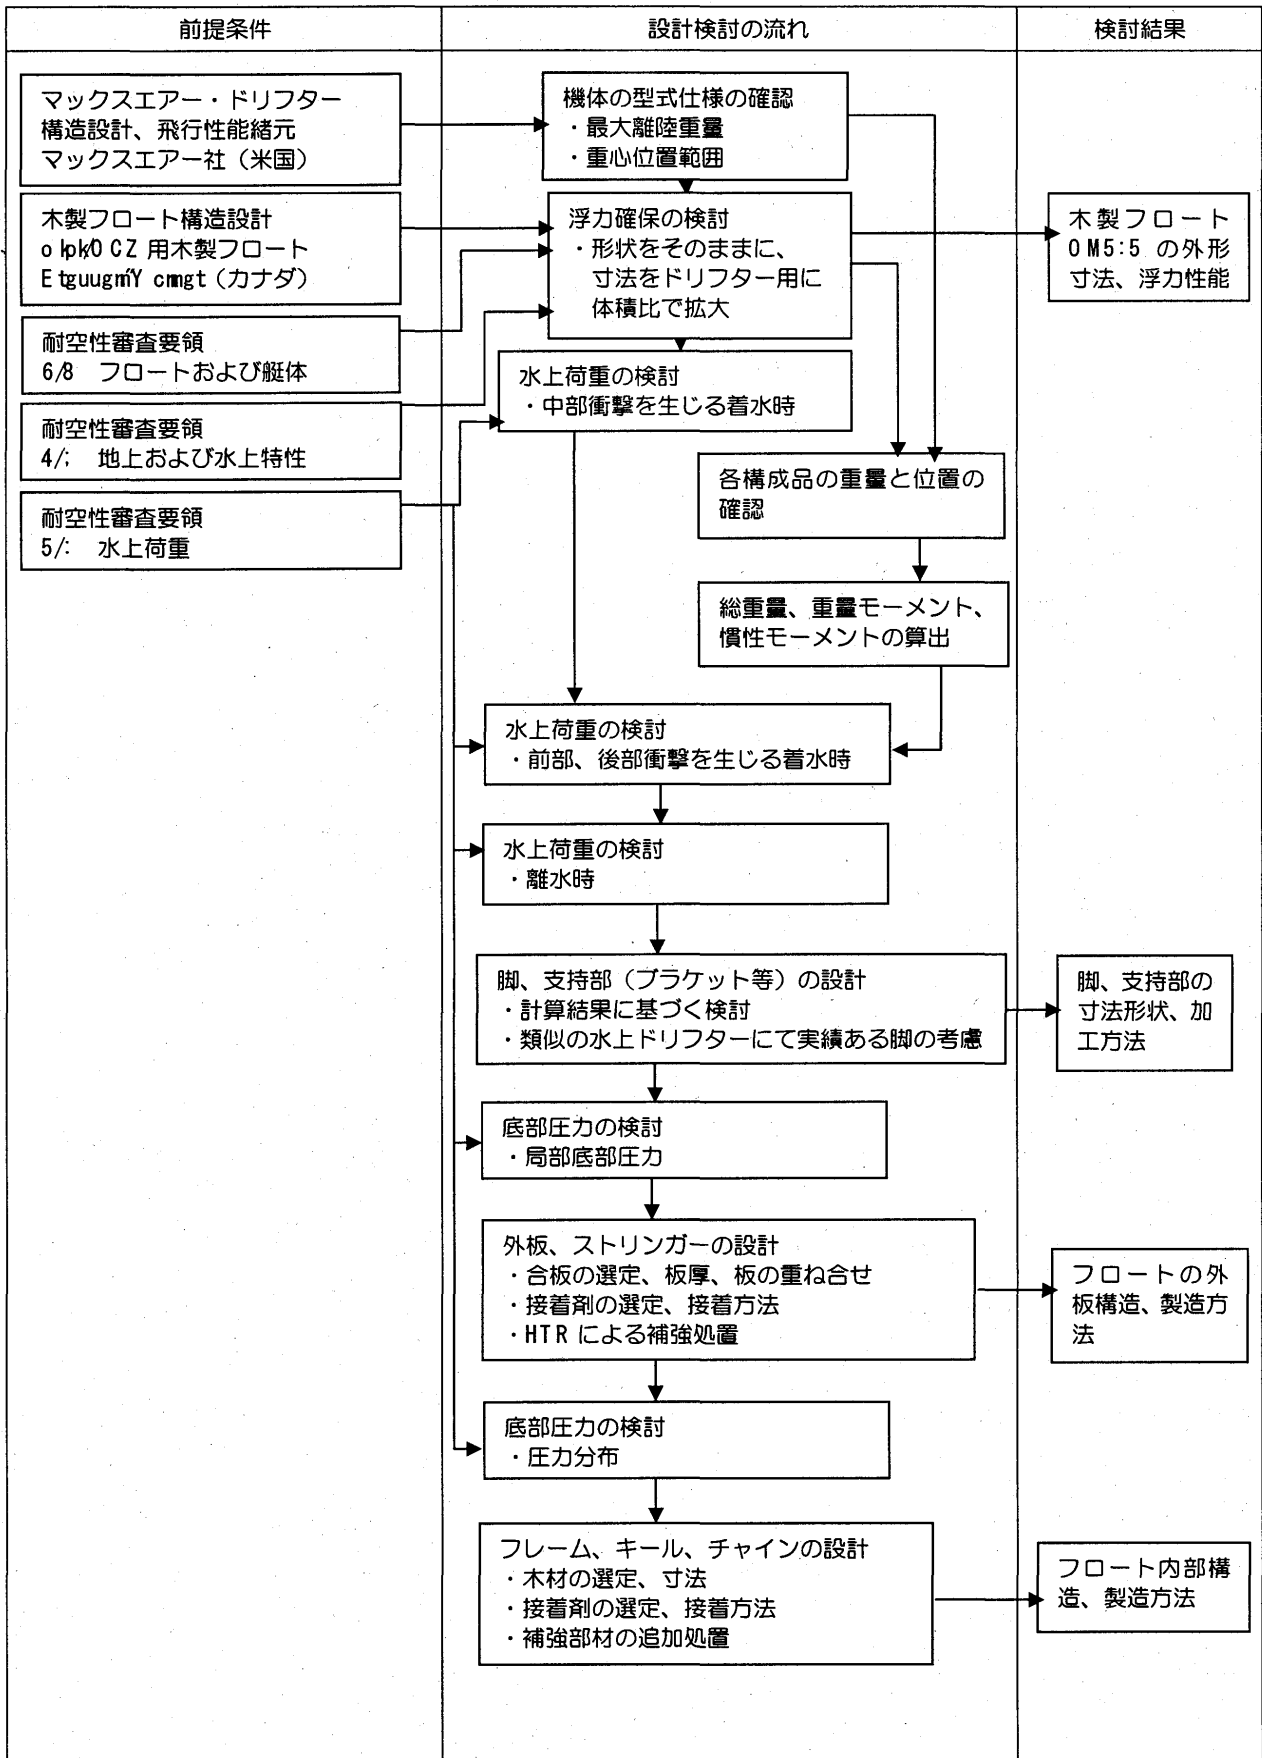 前提条件
設計検討の流れ
検討結果
マックスエアー・ドリフター
構造設計、飛行性能緒元
マックスエアー社（米国）
機体の型式仕様の確認
・最大離陸重量
・重心位置範囲
木製フロート構造設計
用木製フロート
（カナダ）
浮力確保の検討
・形状をそのままに、
寸法をドリフター用に
体積比で拡大
木製フロート
0M5:5 の外形
寸法、浮力性能
耐空性審査要領
6/8 フロートおよび艇体
水上荷重の検討
・中部衝撃を生じる着水時
耐空性審査要領
4/; 地上および水上特性
耐空性審査要領
5/: 水上荷重
各構成品の重量と位置の
確認
総重量、重量モーメント、
慣性モーメントの算出
水上荷重の検討
・前部、後部衝撃を生じる着水時
水上荷重の検討
・離水時
脚、支持部（ブラケット等）の設計
・計算結果に基づく検討
・類似の水上ドリフターにて実績ある脚の考慮
脚、支持部の
寸法形状、加
工方法
底部圧力の検討
・局部底部圧力
外板、ストリンガーの設計
・合板の選定、板厚、板の重ね合せ
・接着剤の選定、接着方法
・HTR による補強処置
フロートの外
板構造、製造方
法
底部圧力の検討
・圧力分布
フレーム、キール、チャインの設計
・木材の選定、寸法
・接着剤の選定、接着方法
・補強部材の追加処置
フロート内部構
造、製造方法